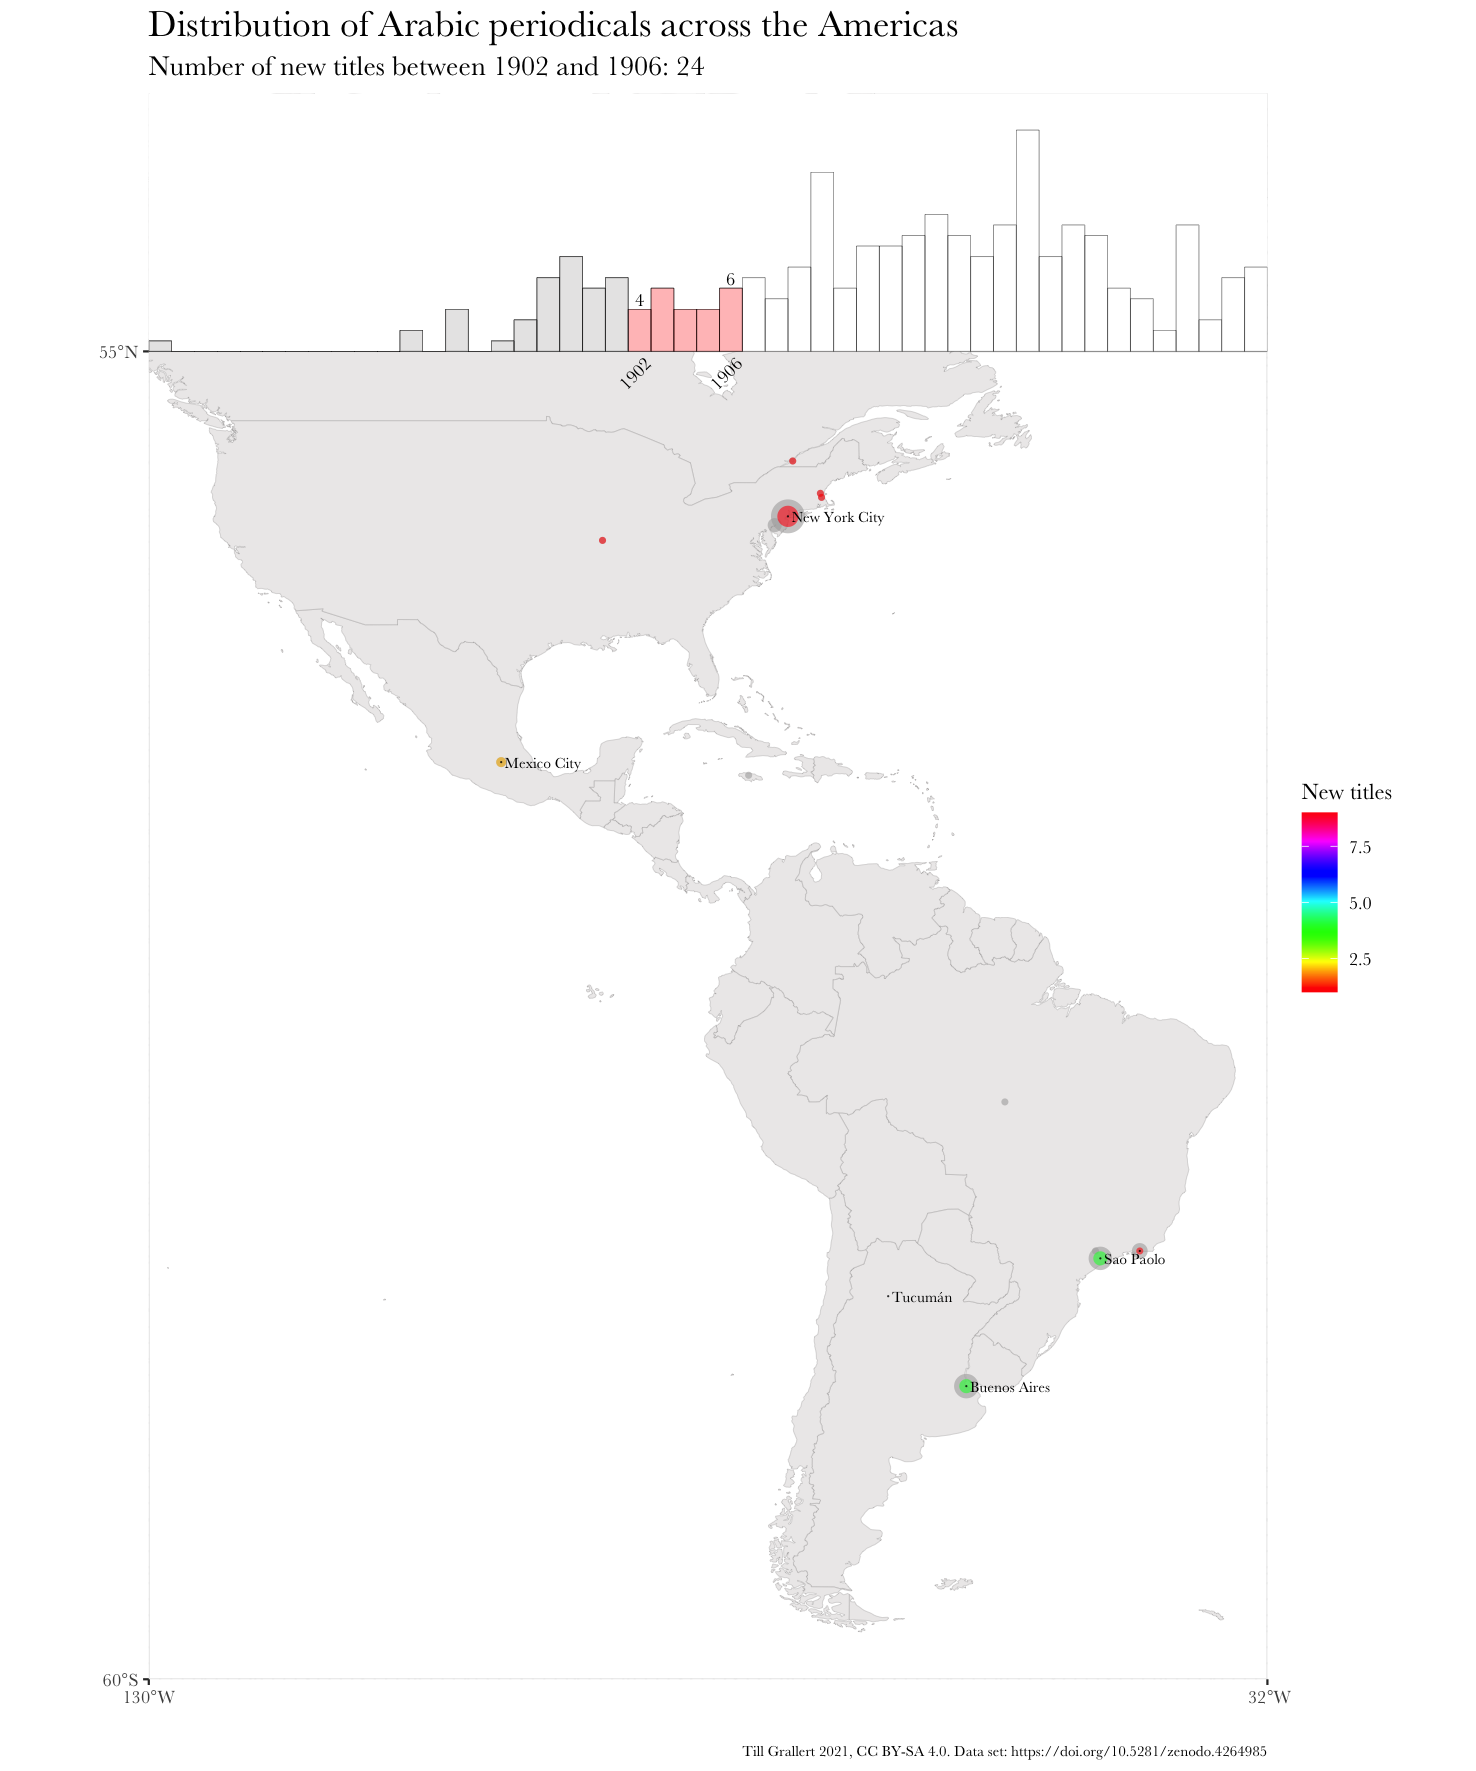 Distribution of Arabic periodicals across the Americas
Number of new titles between 1902 and 1906: 24
4
6
55°N
1902
1906
New York City
Mexico City
New titles
7.5
5.0
2.5
Sao Paolo
Tucumán
Buenos Aires
60°S
130°W
32°W
Till Grallert 2021, CC BY-SA 4.0. Data set: https://doi.org/10.5281/zenodo.4264985